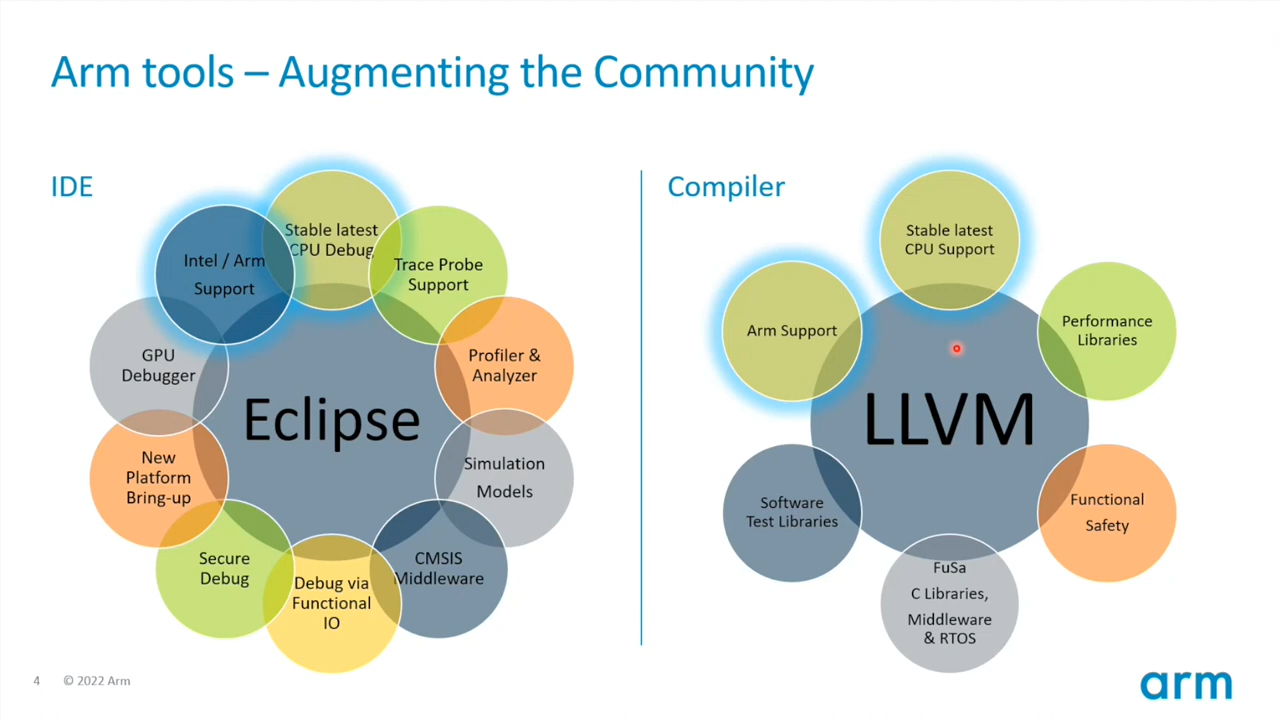 Arm tools – Augmenting the Community
IDE
Stable latest
CPU Debug
Intel / Arm
Support
Trace Probe
Support
GPU
Debugger
Profiler &
Analyzer
Eclipse
New
Platform
Bring-up
Simulation
Models
Secure
Debug
Debug via
Functional
IO
CMSIS
Middleware
Compiler
Stable latest
CPU Support
Arm Support
Performance
Libraries
LLVM
Software
Test Libraries
Functional
Safety
FuSa
C Libraries,
Middleware
& RTOS
4 © 2022 Arm
arm